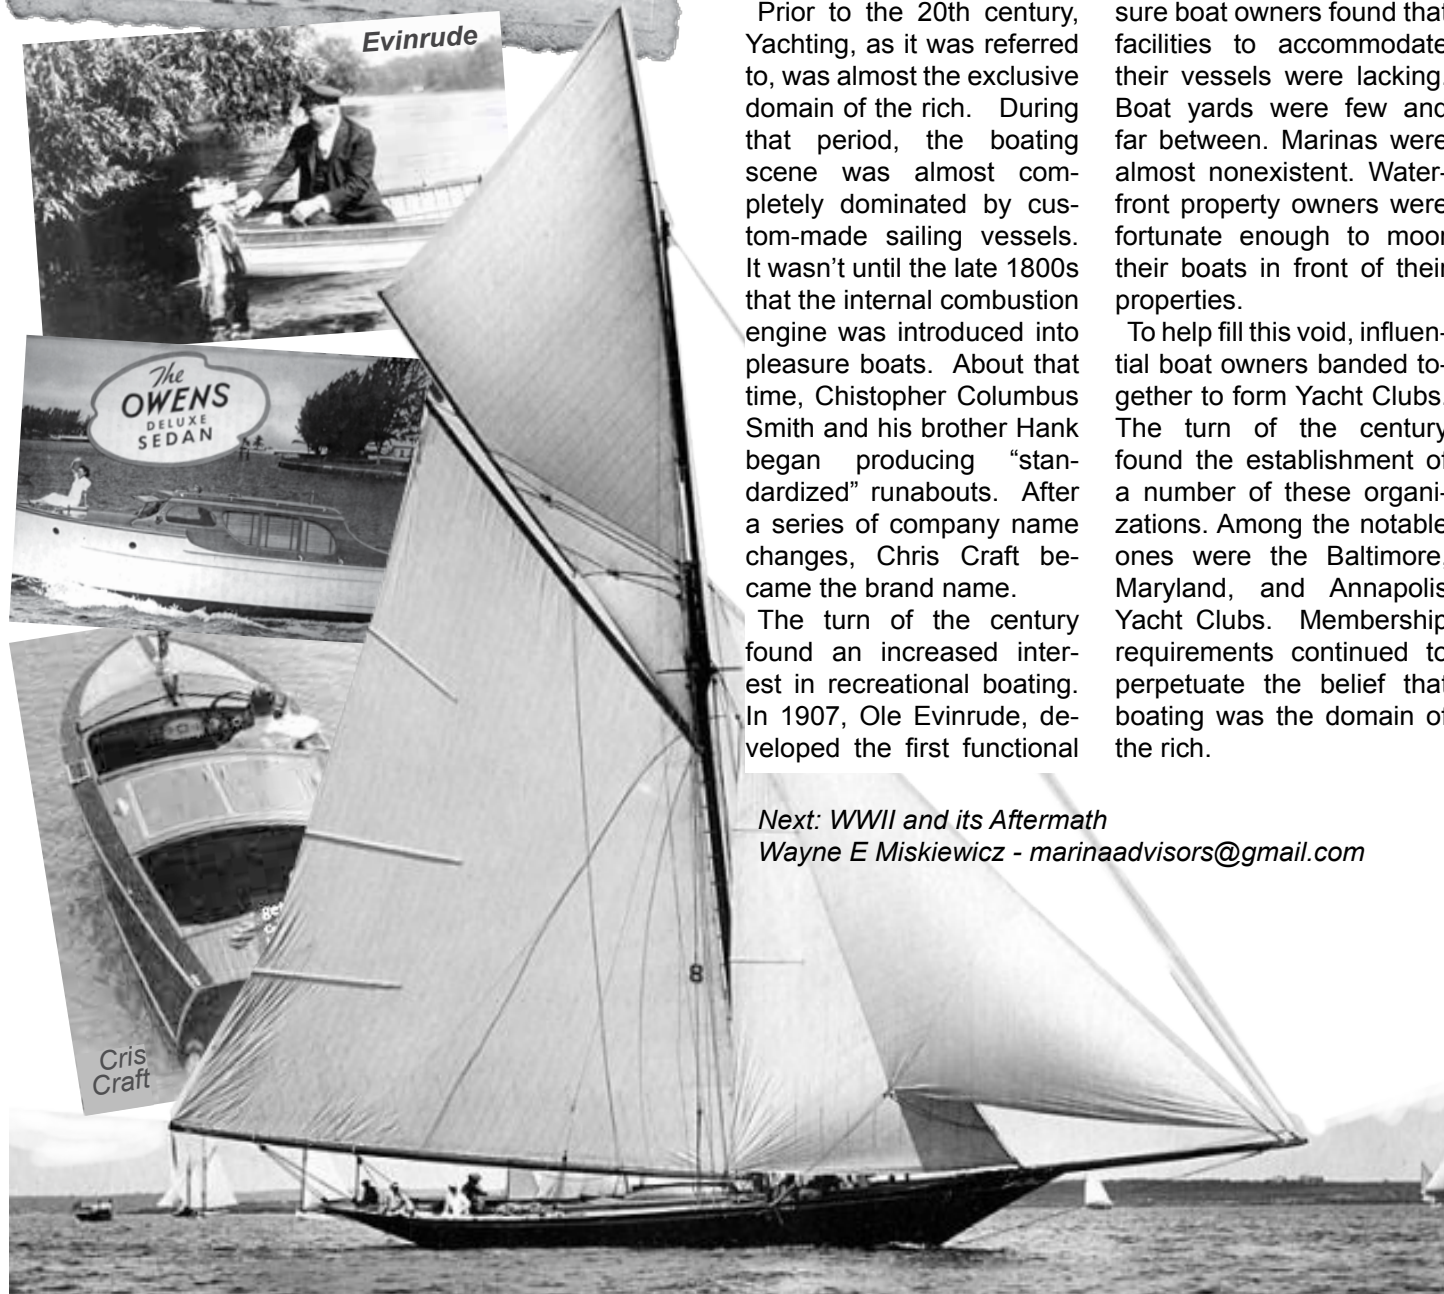 Evinrude
The
OWENS
DELUXE
SEDAN
Cris
Craft
8
Prior to the 20th century,
Yachting, as it was referred
to, was almost the exclusive
domain of the rich. During
that period, the boating
scene was almost com-
pletely dominated by cus-
tom-made sailing vessels.
It wasn’t until the late 1800s
that the internal combustion
engine was introduced into
pleasure boats. About that
time, Chistopher Columbus
Smith and his brother Hank
began producing “stan-
dardized” runabouts. After
a series of company name
changes, Chris Craft be-
came the brand name.
The turn of the century
found an increased inter-
est in recreational boating.
In 1907, Ole Evinrude, de-
veloped the first functional
sure boat owners found that
facilities to accommodate
their vessels were lacking.
Boat yards were few and
far between. Marinas were
almost nonexistent. Water-
front property owners were
fortunate enough to moor
their boats in front of their
properties.
To help fill this void, influen-
tial boat owners banded to-
gether to form Yacht Clubs.
The turn of the century
found the establishment of
a number of these organi-
zations. Among the notable
ones were the Baltimore,
Maryland, and Annapolis
Yacht Clubs. Membership
requirements continued to
perpetuate the belief that
boating was the domain of
the rich.
Next: WWII and its Aftermath
Wayne E Miskiewicz - marinaadvisors@gmail.com